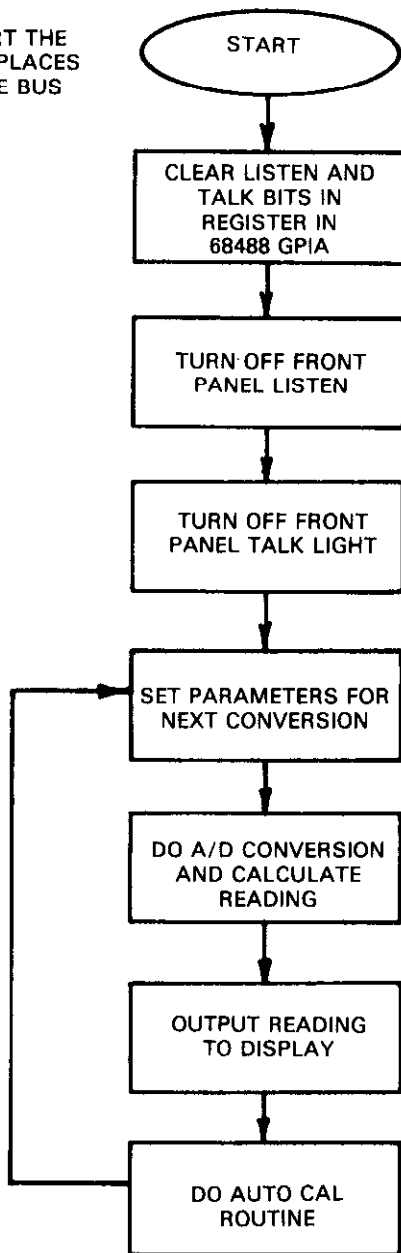 RT THE
PLACES
E BUS
START
CLEAR LISTEN AND
TALK BITS IN
REGISTER IN
68488 GPIA
TURN OFF FRONT
PANEL LISTEN
TURN OFF FRONT
PANEL TALK LIGHT
SET PARAMETERS FOR
NEXT CONVERSION
DO A/D CONVERSION
AND CALCULATE
READING
OUTPUT READING
TO DISPLAY
DO AUTO CAL
ROUTINE